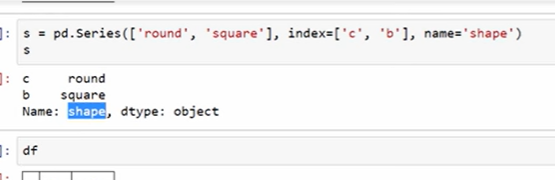 ]: s = pd.Series(['round', 'square'], index=['c', 'b'], name='shape')
s
]: c round
b square
Name: shape, dtype: object
]: df
]: